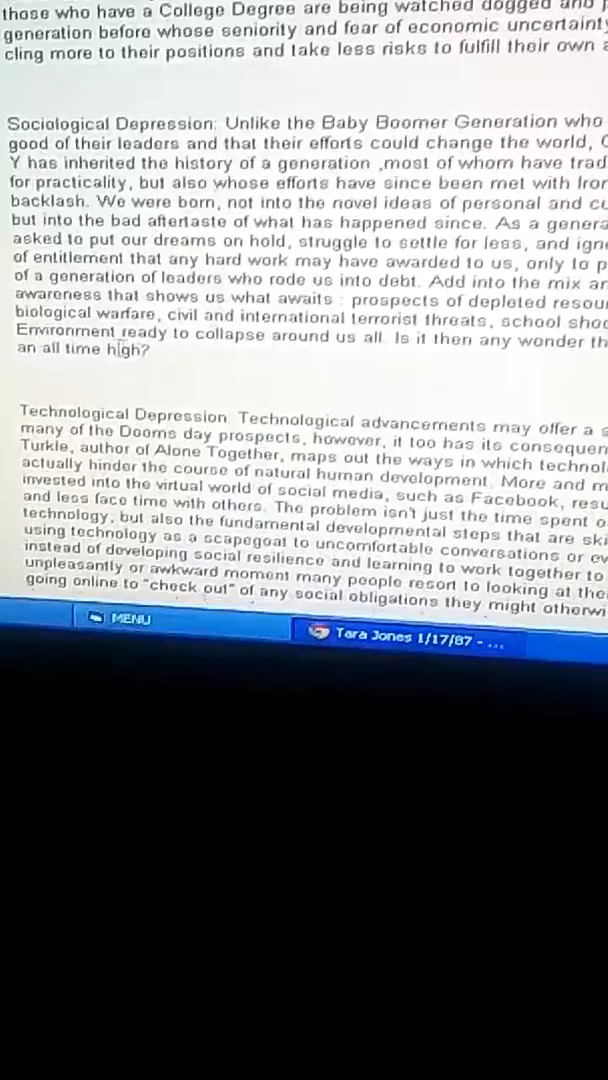 those who have a College Degree are being watched dogged and
generation before whose seniority and fear of economic uncertainty
cling more to their positions and take less risks to fulfill their own
Sociological Depression: Unlike the Baby Boomer Generation who
good of their leaders and that their efforts could change the world,
Y has inherited the history of a generation ,most of whom have trad
for practicality, but also whose efforts have since been met with Iron
backlash. We were born, not into the novel ideas of personal and cu
but into the bad aftertaste of what has happened since. As a genera
asked to put our dreams on hold, struggle to settle for less, and ign
of entitlement that any hard work may have awarded to us, only to p
of a generation of leaders who rode us into debt. Add into the mix an
awareness that shows us what awaits : prospects of depleted resou
biological warfare, civil and international terrorist threats, school shoo
Environment ready to collapse around us all. Is it then any wonder th
an all time high?
Technological Depression: Technological advancements may offer a s
many of the Dooms day prospects, however, it too has its consequen
Turkle, author of Alone Together, maps out the ways in which technol
actually hinder the course of natural human development. More and m
invested into the virtual world of social media, such as Facebook, resu
and less face time with others. The problem isn't just the time spent o
technology, but also the fundamental developmental steps that are ski
using technology as a scapegoat to uncomfortable conversations or ev
instead of developing social resilience and learning to work together to
unpleasantly or awkward moment many people resort to looking at the
going online to "check out" of any social obligations they might otherwi
MENU
Tara Jones 1/17/87 - ...